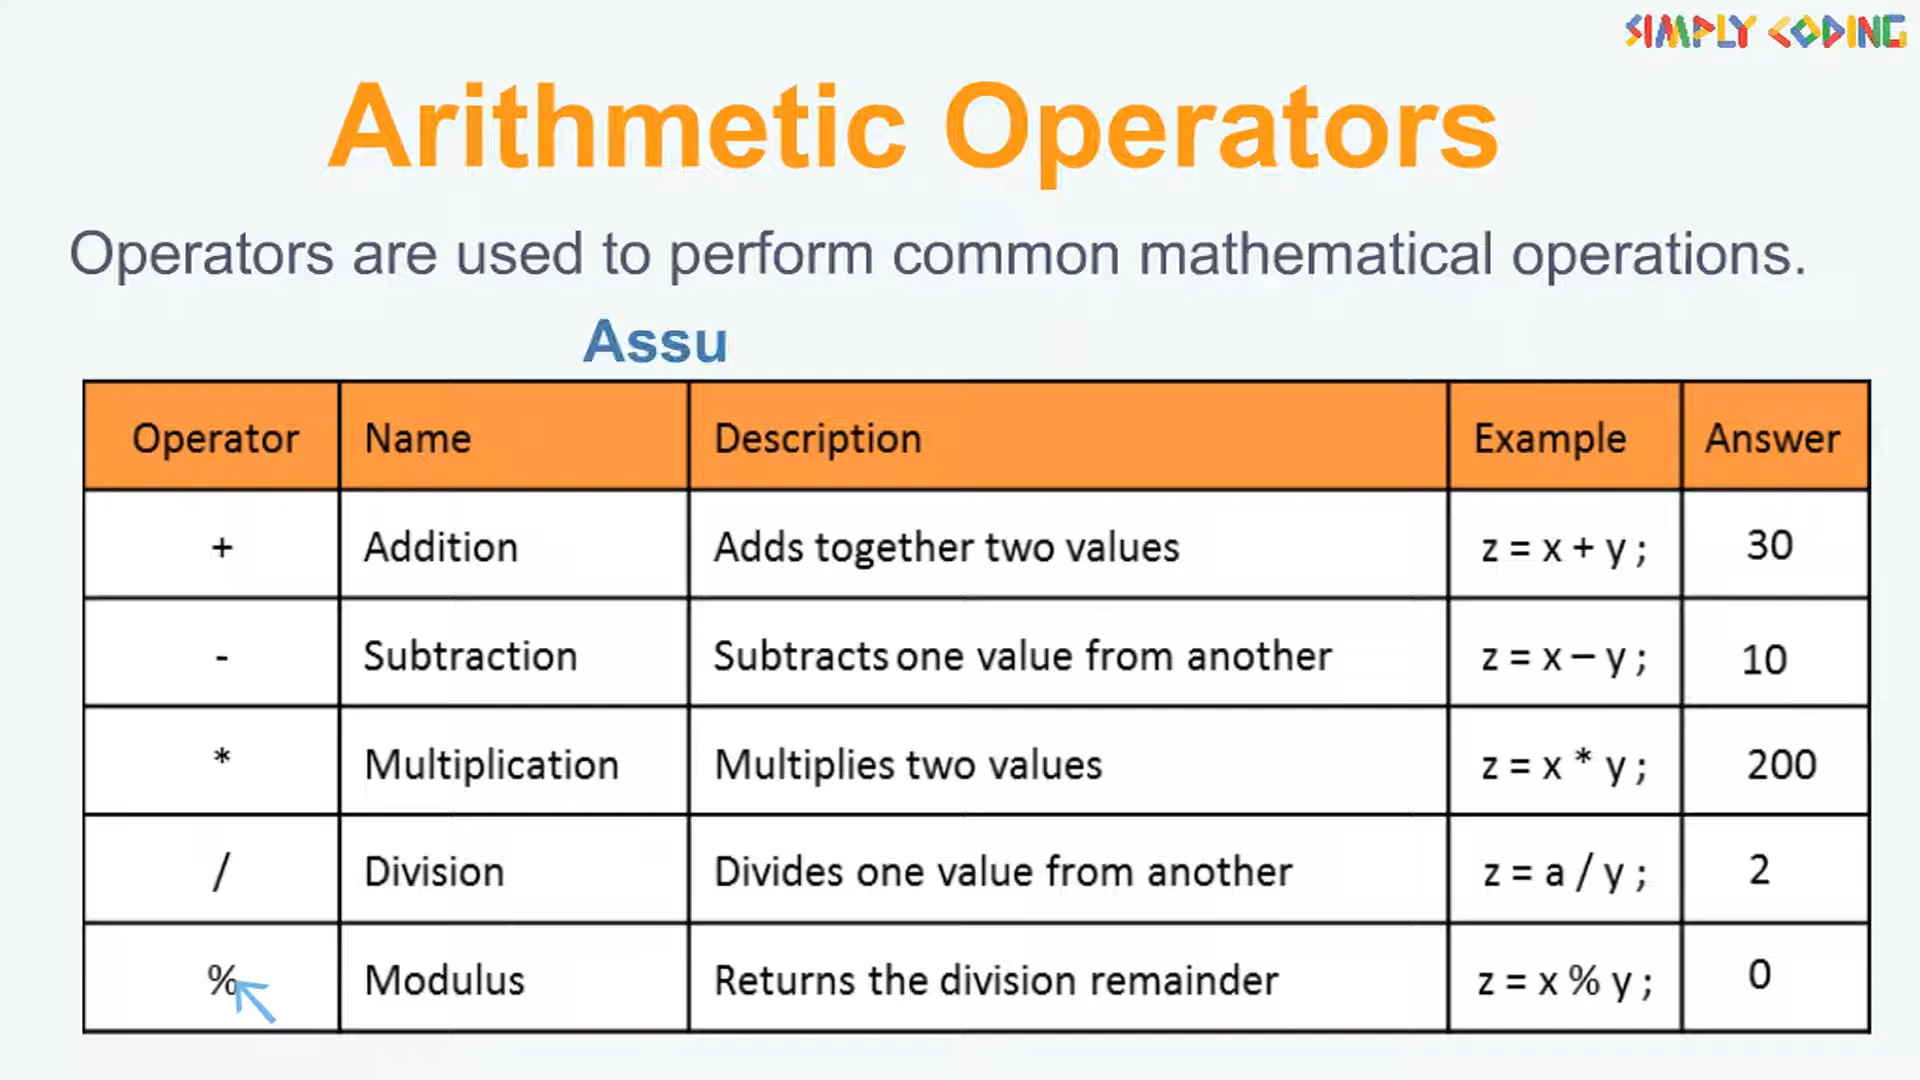 SIMPLY CODING
Arithmetic Operators
Operators are used to perform common mathematical operations.
Assu
Operator Name Description Example Answer
+ Addition Adds together two values z = x + y ; 30
- Subtraction Subtracts one value from another z = x – y ; 10
* Multiplication Multiplies two values z = x * y ; 200
/ Division Divides one value from another z = a / y ; 2
% Modulus Returns the division remainder z = x % y ; 0